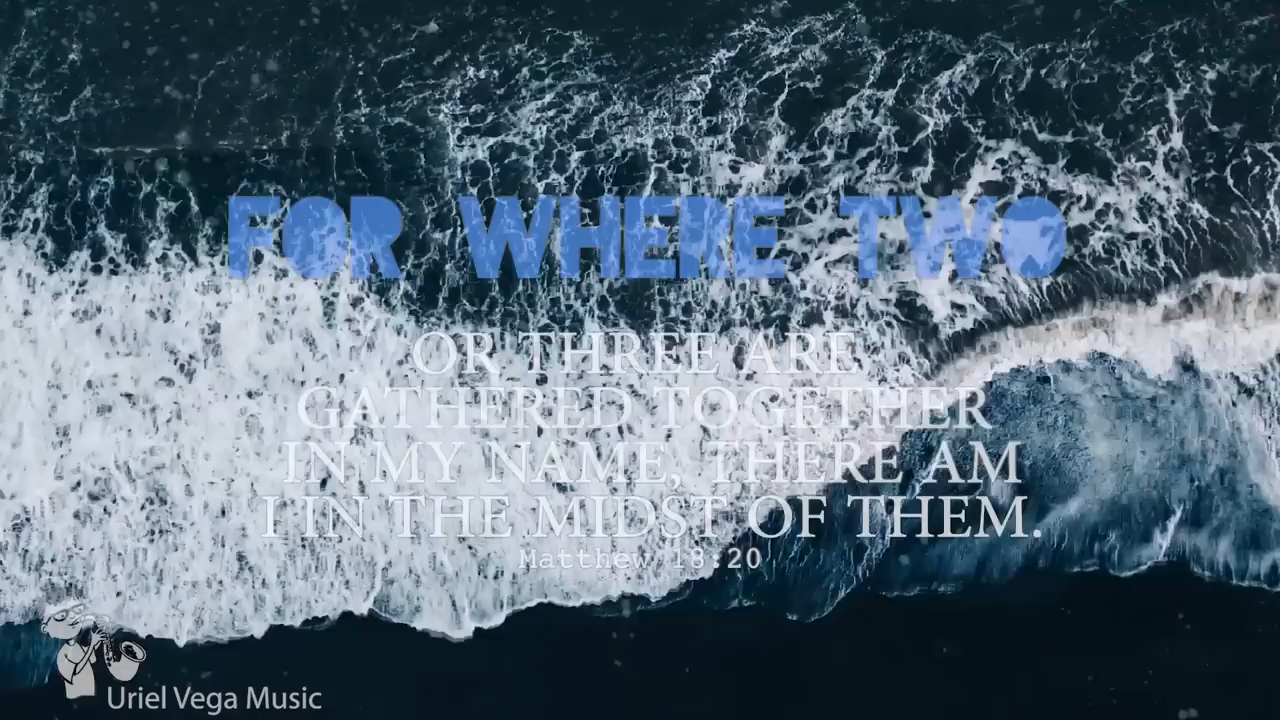 FOR WHERE TWO
OR THREE ARE
GATHERED TOGETHER
IN MY NAME, THERE AM
I IN THE MIDST OF THEM.
Matthew 18:20
Uriel Vega Music